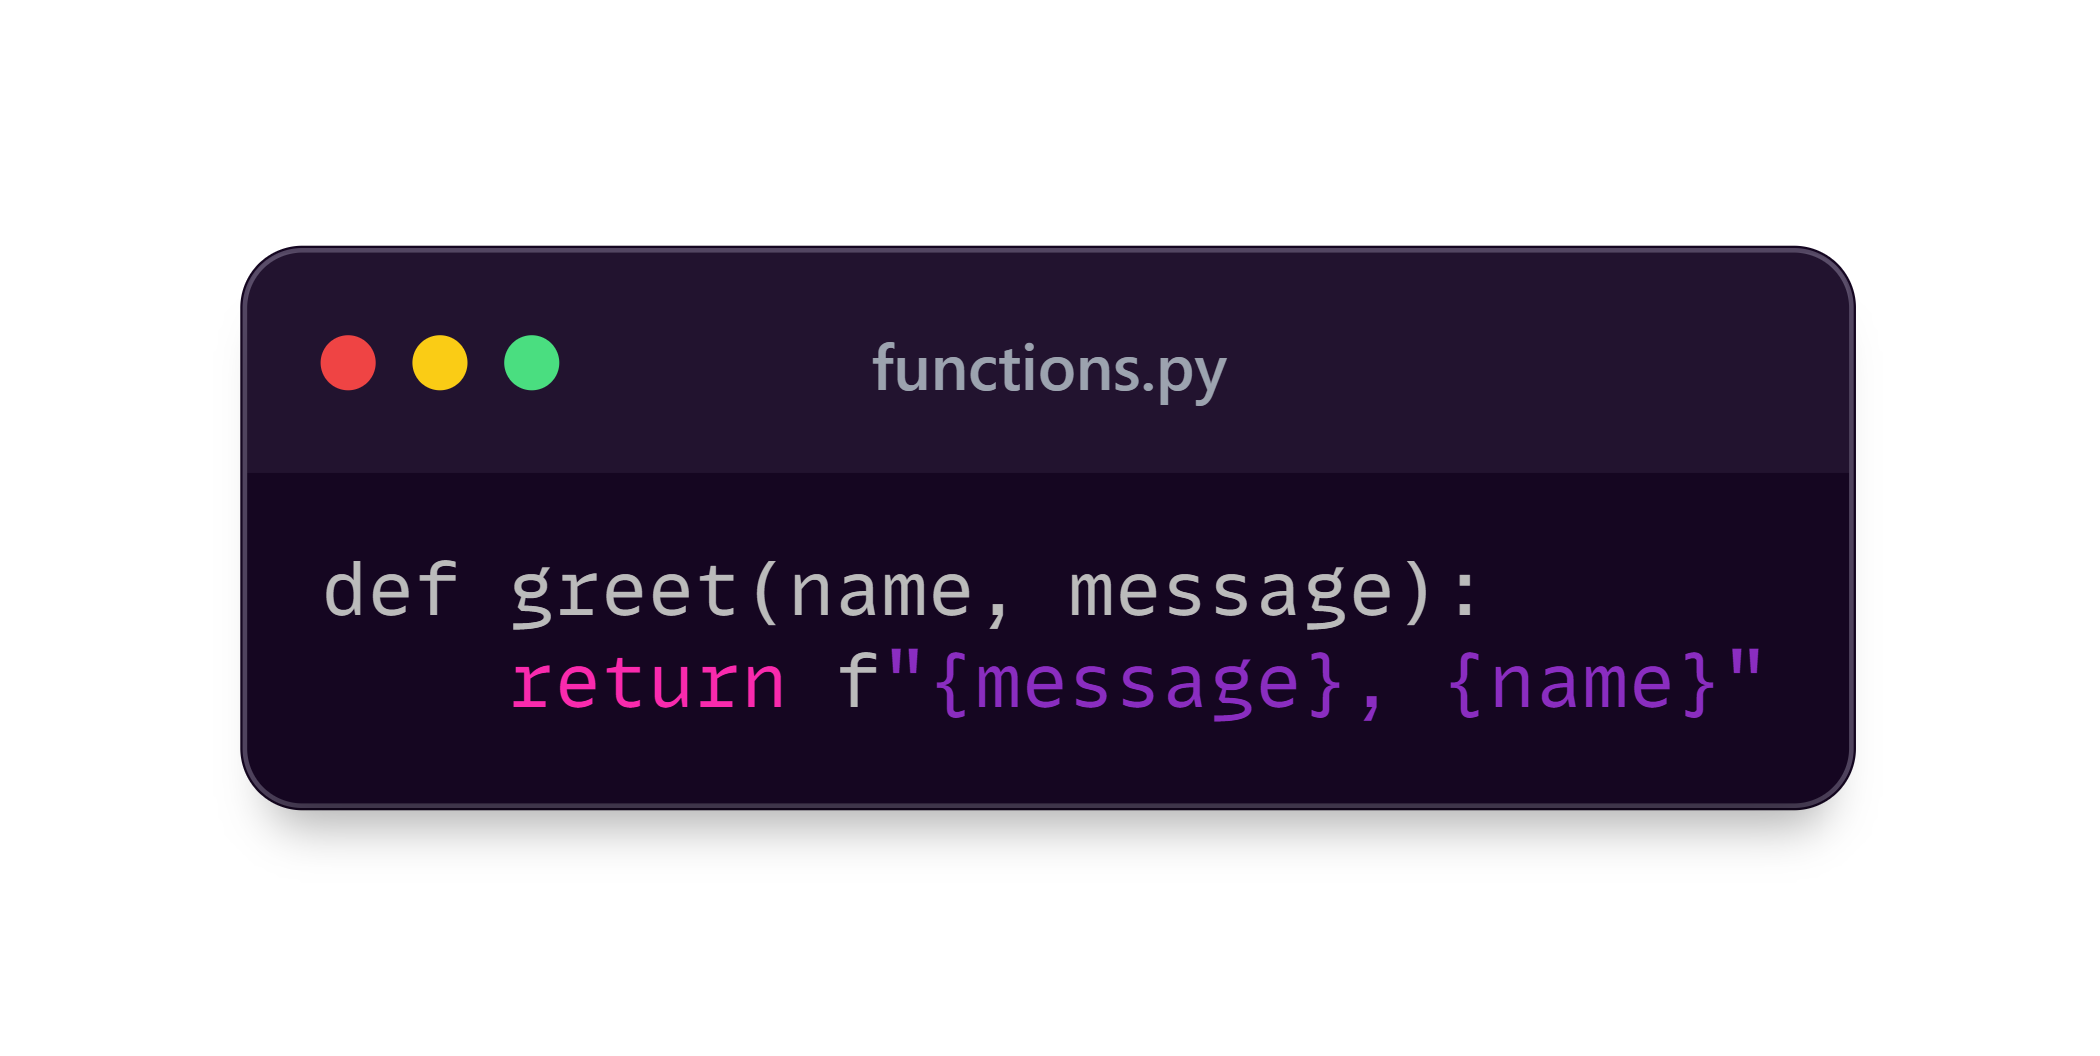 functions.py
def greet(name, message):
    return f"{message}, {name}"